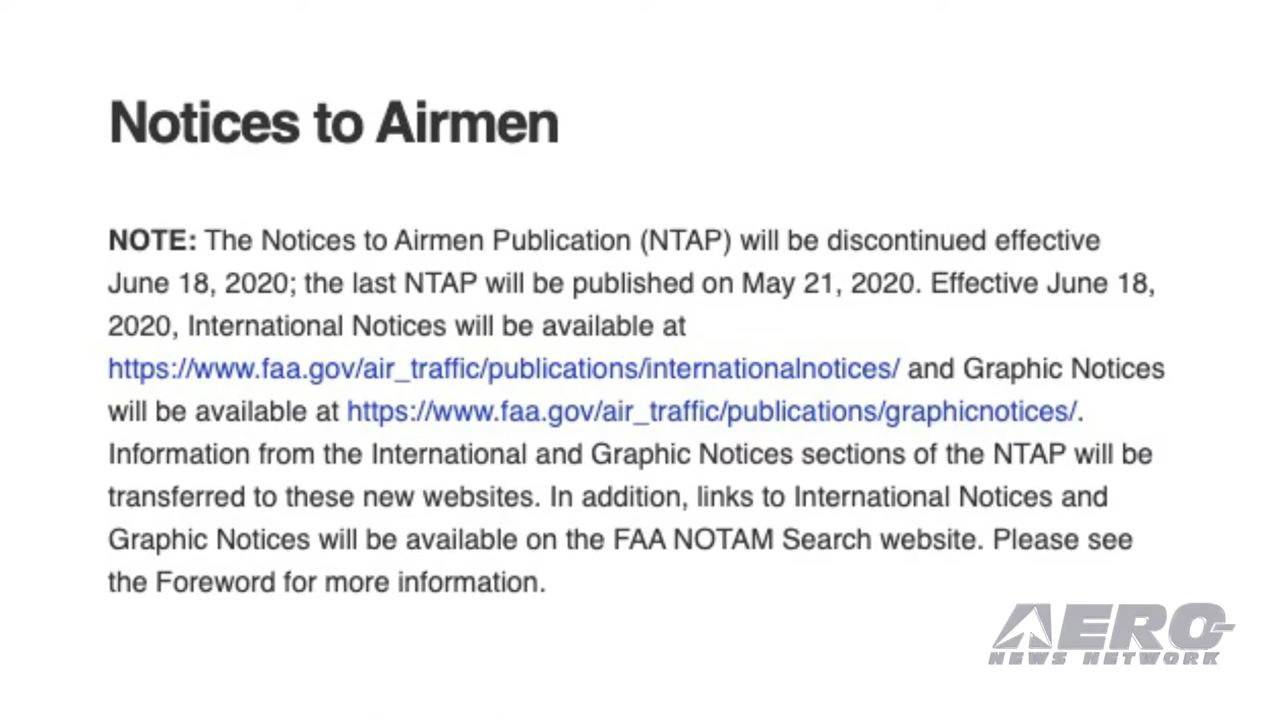 Notices to Airmen
NOTE: The Notices to Airmen Publication (NTAP) will be discontinued effective
June 18, 2020; the last NTAP will be published on May 21, 2020. Effective June 18,
2020, International Notices will be available at
https://www.faa.gov/air_traffic/publications/internationalnotices/ and Graphic Notices
will be available at https://www.faa.gov/air_traffic/publications/graphicnotices/.
Information from the International and Graphic Notices sections of the NTAP will be
transferred to these new websites. In addition, links to International Notices and
Graphic Notices will be available on the FAA NOTAM Search website. Please see
the Foreword for more information.
AERO
NEWS NETWORK